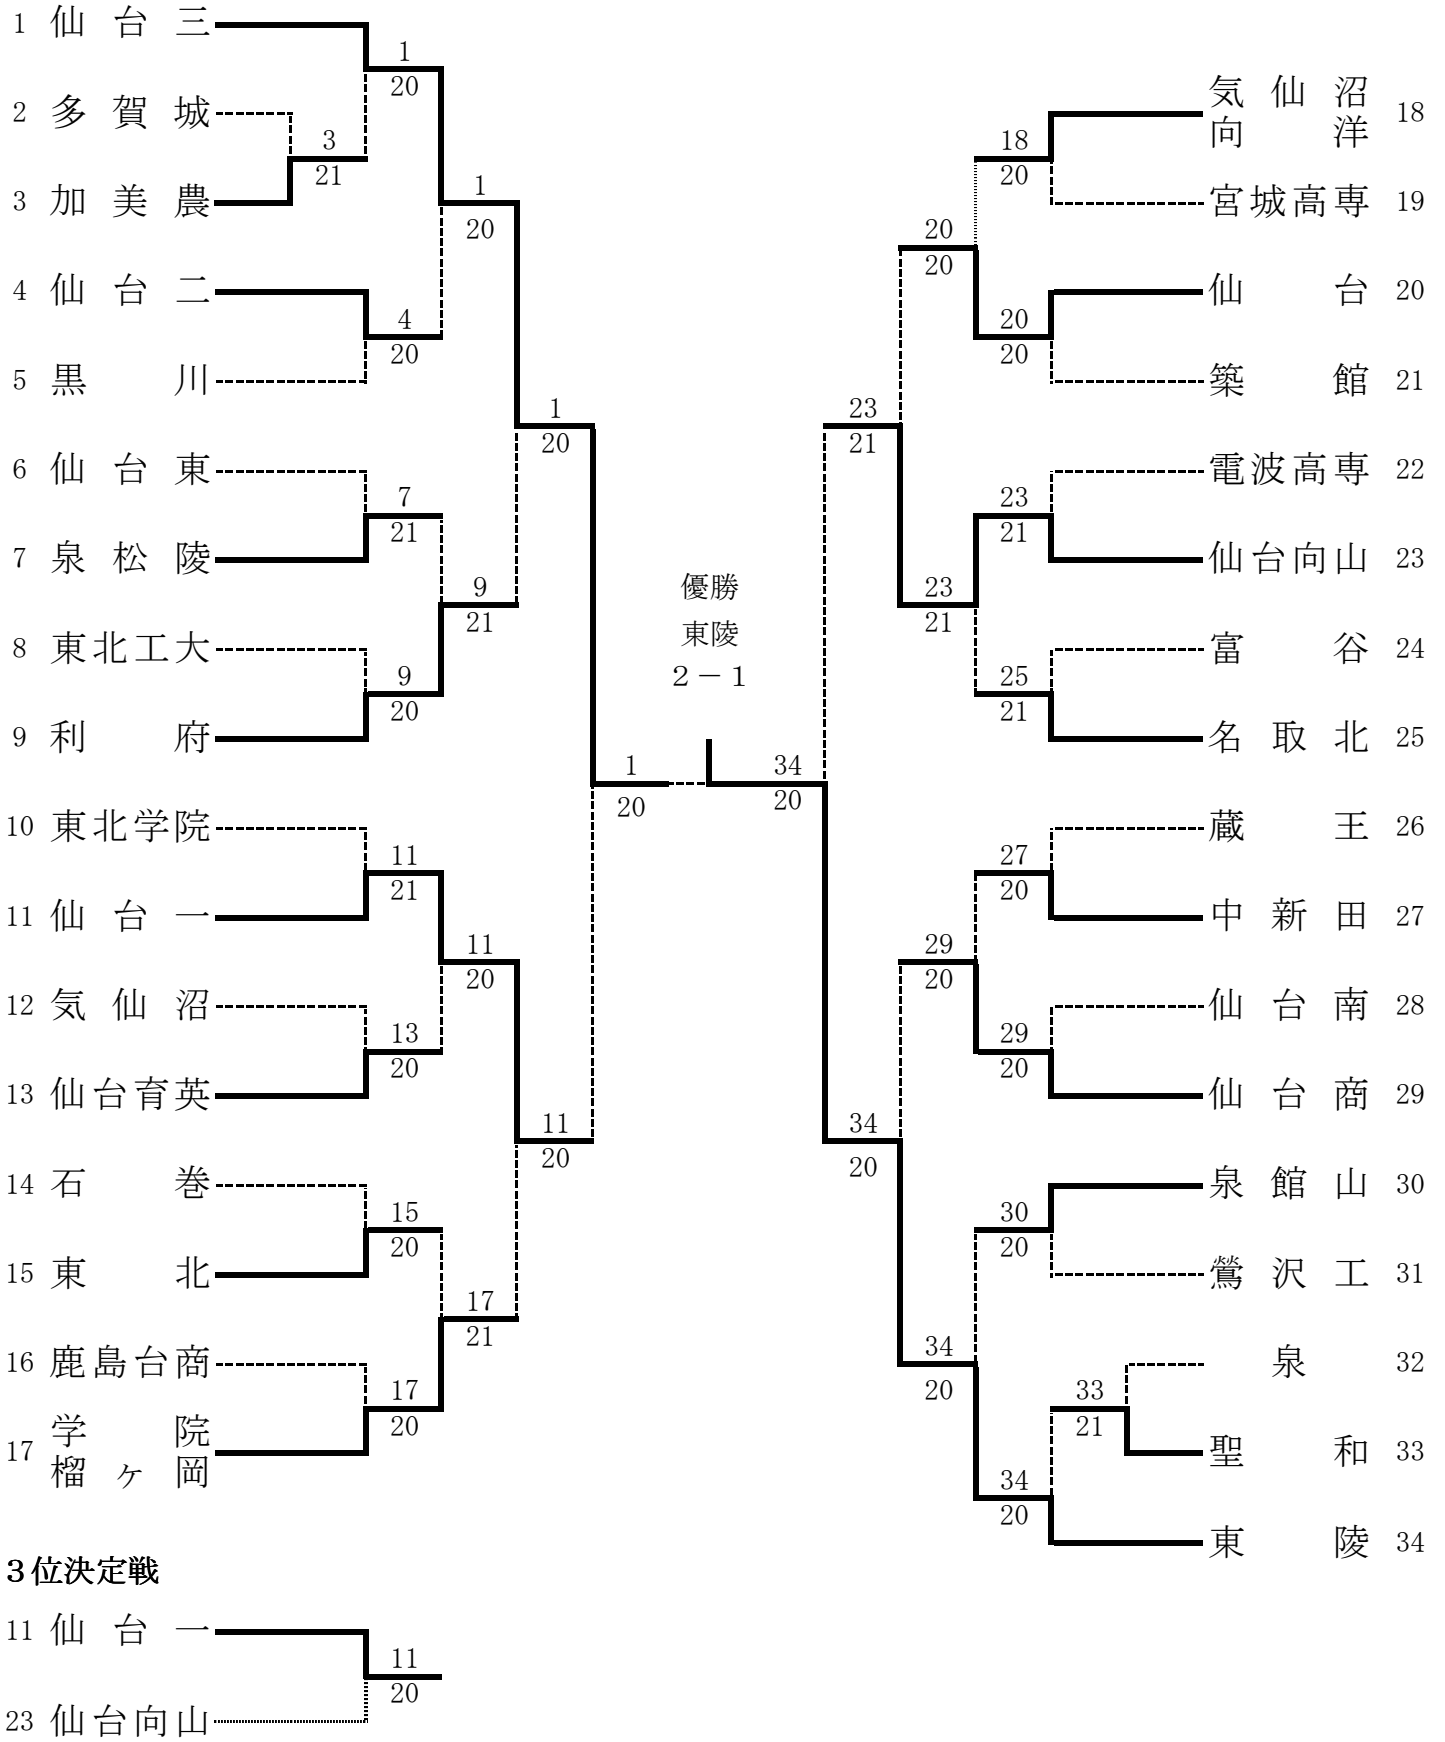 1 仙台三
1
20
2 多賀城
3
21
3 加美農
1
20
4 仙台二
4
20
5 黒川
1
20
6 仙台東
7
21
7 泉松陵
9
21
8 東北工大
9
20
9 利府
1
20
10 東北学院
11
21
11 仙台一
11
20
12 気仙沼
13
20
13 仙台育英
11
20
14 石巻
15
20
15 東北
17
21
16 鹿島台商
17
20
17 学院
榴ヶ岡
優勝
東陵
2－1
気仙沼
向洋 18
18
20
宮城高専 19
20
20
仙台 20
20
20
築館 21
23
21
電波高専 22
23
21
仙台向山 23
23
21
富谷 24
25
21
名取北 25
34
20
蔵王 26
27
20
中新田 27
29
20
仙台南 28
29
20
仙台商 29
34
20
泉館山 30
30
20
鶯沢工 31
34
20
泉 32
33
21
聖和 33
34
20
東陵 34
3位決定戦
11 仙台一
11
20
23 仙台向山